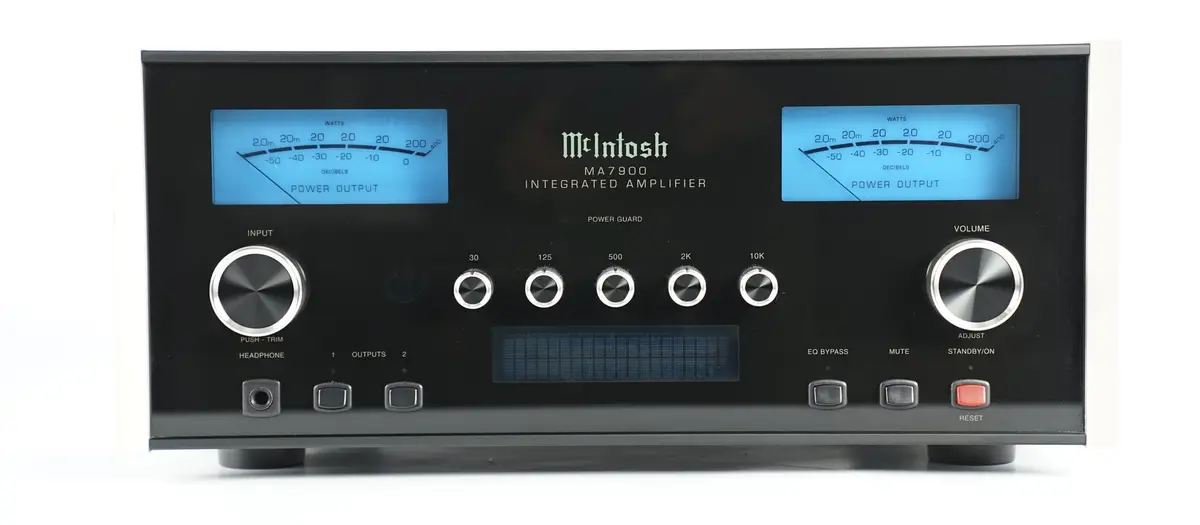 WATTS
2.0m 20m .20 2.0 20 200 400
-50 -40 -30 -20 -10 0
DECIBELS
POWER OUTPUT
McIntosh
MA7900
INTEGRATED AMPLIFIER
WATTS
2.0m 20m .20 2.0 20 200 400
-50 -40 -30 -20 -10 0
DECIBELS
POWER OUTPUT
POWER GUARD
INPUT
VOLUME
30 125 500 2K 10K
PUSH - TRIM
ADJUST
HEADPHONE
1 OUTPUTS 2
EQ BYPASS
MUTE
STANDBY/ON
RESET